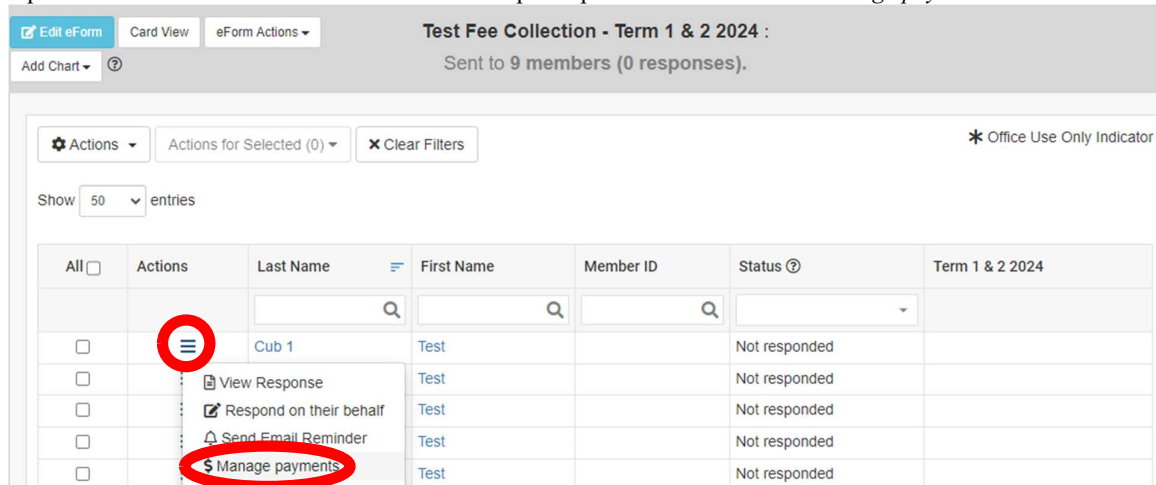 Edit eForm Card View eForm Actions Test Fee Collection - Term 1 & 2 2024 :
Add Chart Sent to 9 members (0 responses).
Actions Actions for Selected (0) Clear Filters Office Use Only Indicator
Show 50 entries
All Actions Last Name First Name Member ID Status Term 1 & 2 2024
Cub 1 Test Not responded
View Response Test Not responded
Respond on their behalf Test Not responded
Send Email Reminder Test Not responded
$ Manage payments Test Not responded